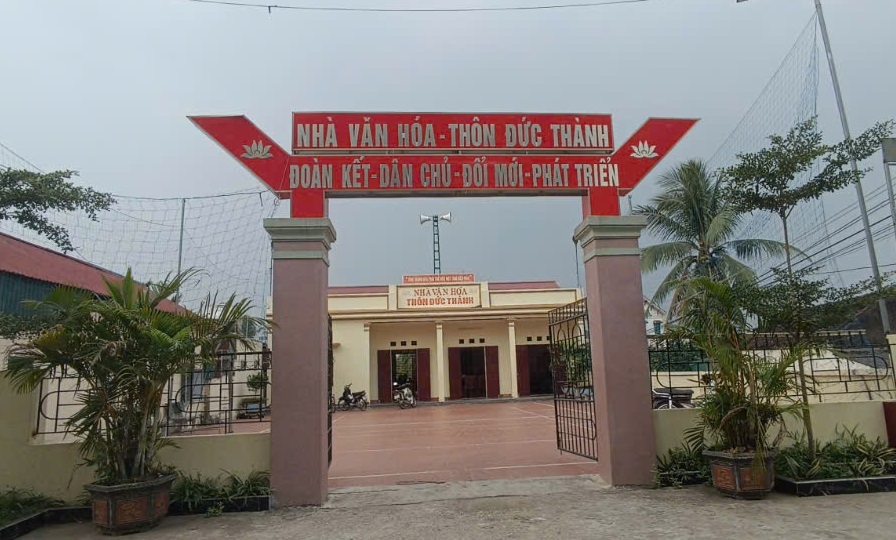 NHÀ VĂN HÓA - THÔN ĐỨC THÀNH
ĐOÀN KẾT-DÂN CHỦ-ĐỔI MỚI-PHÁT TRIỂN
NHÀ VĂN HÓA
THÔN ĐỨC THÀNH